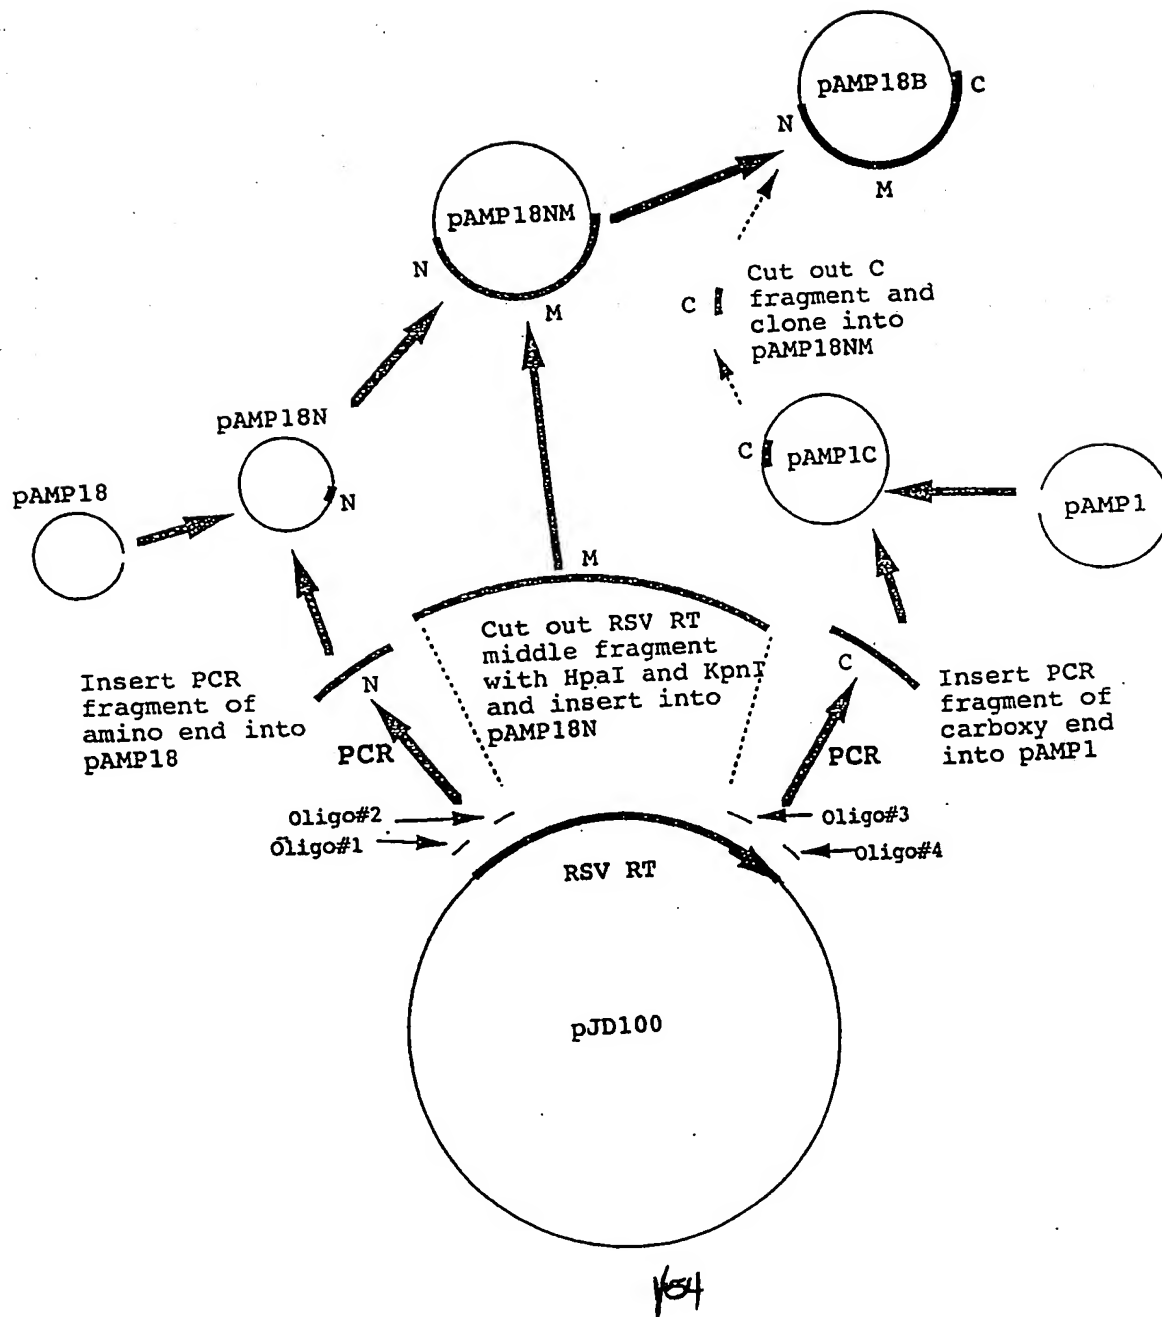 pAMP18B
C
N
M
pAMP18NM
N
M
Cut out C
fragment and
clone into
pAMP18NM
C
pAMP18N
N
pAMP18
C
pAMP1C
pAMP1
M
Cut out RSV RT
middle fragment
with HpaI and KpnI
and insert into
pAMP18N
N
Insert PCR
fragment of
amino end into
pAMP18
C
Insert PCR
fragment of
carboxy end
into pAMP1
PCR
PCR
Oligo#2
Oligo#1
Oligo#3
Oligo#4
RSV RT
pJD100